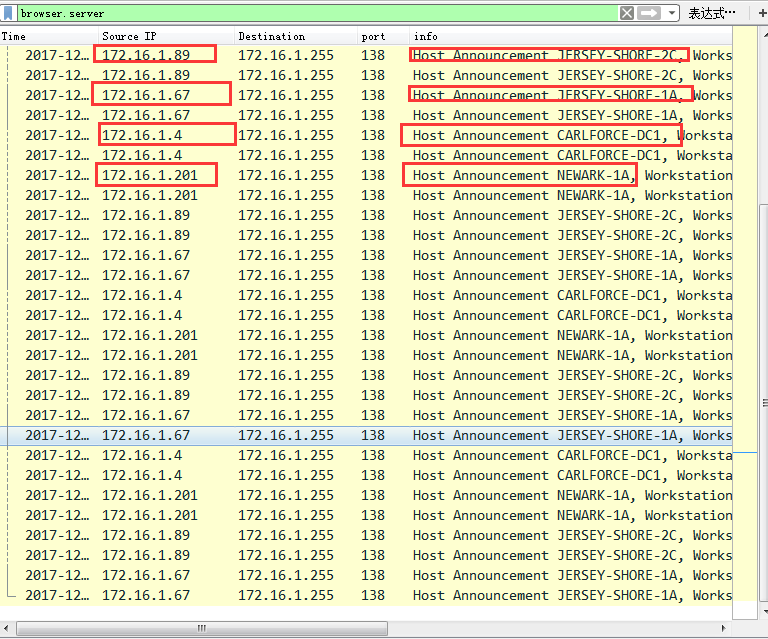 browser.server 表达式… +
Time Source IP Destination port info
2017-12… 172.16.1.89 172.16.1.255 138 Host Announcement JERSEY-SHORE-2C, Works
2017-12… 172.16.1.89 172.16.1.255 138 Host Announcement JERSEY-SHORE-2C, Works
2017-12… 172.16.1.67 172.16.1.255 138 Host Announcement JERSEY-SHORE-1A, Works
2017-12… 172.16.1.67 172.16.1.255 138 Host Announcement JERSEY-SHORE-1A, Works
2017-12… 172.16.1.4 172.16.1.255 138 Host Announcement CARLFORCE-DC1, Worksta
2017-12… 172.16.1.4 172.16.1.255 138 Host Announcement CARLFORCE-DC1, Worksta
2017-12… 172.16.1.201 172.16.1.255 138 Host Announcement NEWARK-1A, Workstation
2017-12… 172.16.1.201 172.16.1.255 138 Host Announcement NEWARK-1A, Workstation
2017-12… 172.16.1.89 172.16.1.255 138 Host Announcement JERSEY-SHORE-2C, Works
2017-12… 172.16.1.89 172.16.1.255 138 Host Announcement JERSEY-SHORE-2C, Works
2017-12… 172.16.1.67 172.16.1.255 138 Host Announcement JERSEY-SHORE-1A, Works
2017-12… 172.16.1.67 172.16.1.255 138 Host Announcement JERSEY-SHORE-1A, Works
2017-12… 172.16.1.4 172.16.1.255 138 Host Announcement CARLFORCE-DC1, Worksta
2017-12… 172.16.1.4 172.16.1.255 138 Host Announcement CARLFORCE-DC1, Worksta
2017-12… 172.16.1.201 172.16.1.255 138 Host Announcement NEWARK-1A, Workstation
2017-12… 172.16.1.201 172.16.1.255 138 Host Announcement NEWARK-1A, Workstation
2017-12… 172.16.1.89 172.16.1.255 138 Host Announcement JERSEY-SHORE-2C, Works
2017-12… 172.16.1.89 172.16.1.255 138 Host Announcement JERSEY-SHORE-2C, Works
2017-12… 172.16.1.67 172.16.1.255 138 Host Announcement JERSEY-SHORE-1A, Works
2017-12… 172.16.1.67 172.16.1.255 138 Host Announcement JERSEY-SHORE-1A, Works
2017-12… 172.16.1.4 172.16.1.255 138 Host Announcement CARLFORCE-DC1, Worksta
2017-12… 172.16.1.4 172.16.1.255 138 Host Announcement CARLFORCE-DC1, Worksta
2017-12… 172.16.1.201 172.16.1.255 138 Host Announcement NEWARK-1A, Workstation
2017-12… 172.16.1.201 172.16.1.255 138 Host Announcement NEWARK-1A, Workstation
2017-12… 172.16.1.89 172.16.1.255 138 Host Announcement JERSEY-SHORE-2C, Works
2017-12… 172.16.1.89 172.16.1.255 138 Host Announcement JERSEY-SHORE-2C, Works
2017-12… 172.16.1.67 172.16.1.255 138 Host Announcement JERSEY-SHORE-1A, Works
2017-12… 172.16.1.67 172.16.1.255 138 Host Announcement JERSEY-SHORE-1A, Works